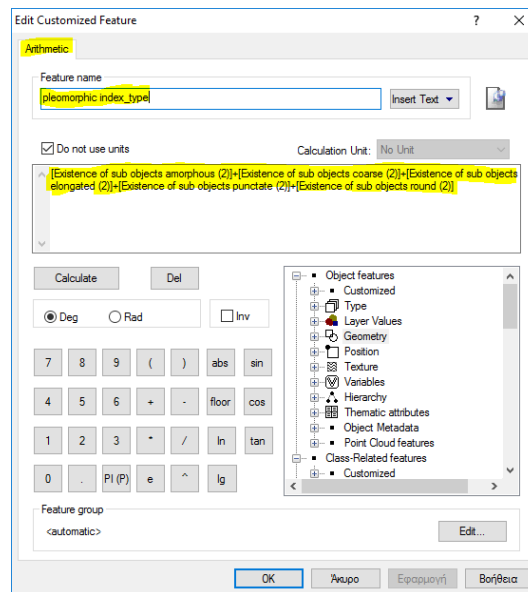 Edit Customized Feature ? ×
Arithmetic
Feature name
pleomorphic index_type
Insert Text
Do not use units
Calculation Unit: No Unit
[Existence of sub objects amorphous (2)]+[Existence of sub objects coarse (2)]+[Existence of sub objects
elongated (2)]+[Existence of sub objects punctate (2)]+[Existence of sub objects round (2)]
Calculate Del
Deg Rad Inv
7 8 9 ( ) abs sin
4 5 6 + - floor cos
1 2 3 * / ln tan
0 . PI (P) e ^ lg
Object features
Customized
Type
Layer Values
Geometry
Position
Texture
Variables
Hierarchy
Thematic attributes
Object Metadata
Point Cloud features
Class-Related features
Customized
Feature group
<automatic>
Edit...
OK Άκυρο Εφαρμογή Βοήθεια